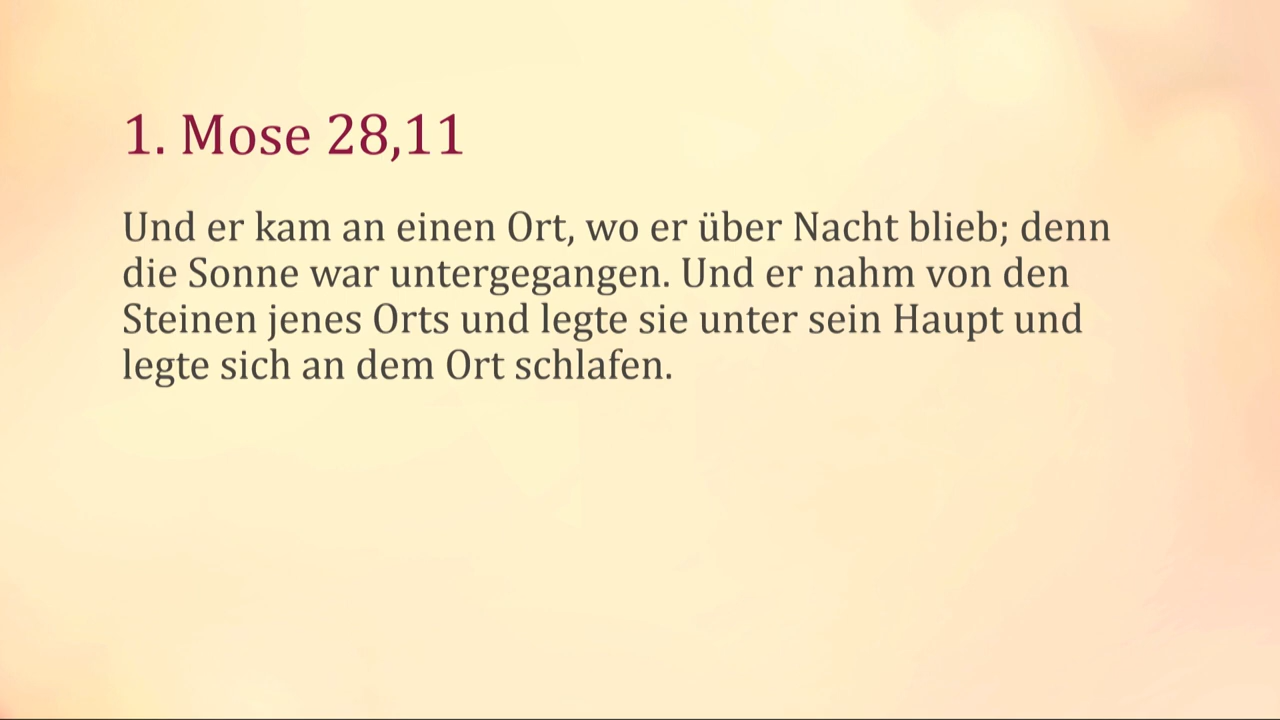 1. Mose 28,11
Und er kam an einen Ort, wo er über Nacht blieb; denn
die Sonne war untergegangen. Und er nahm von den
Steinen jenes Orts und legte sie unter sein Haupt und
legte sich an dem Ort schlafen.